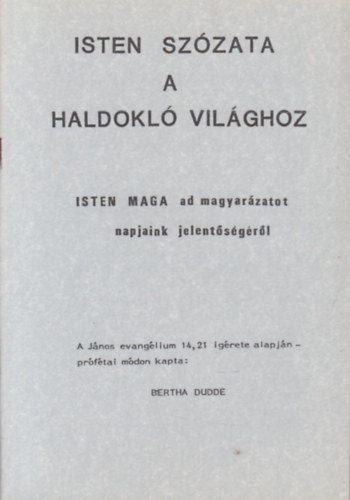 ISTEN SZÓZATA
A
HALDOKLÓ VILÁGHOZ
ISTEN MAGA ad magyarázatot
napjaink jelentőségéről
A János evangélium 14,21 igérete alapján -
prófétai módon kapta:
BERTHA DUDDE